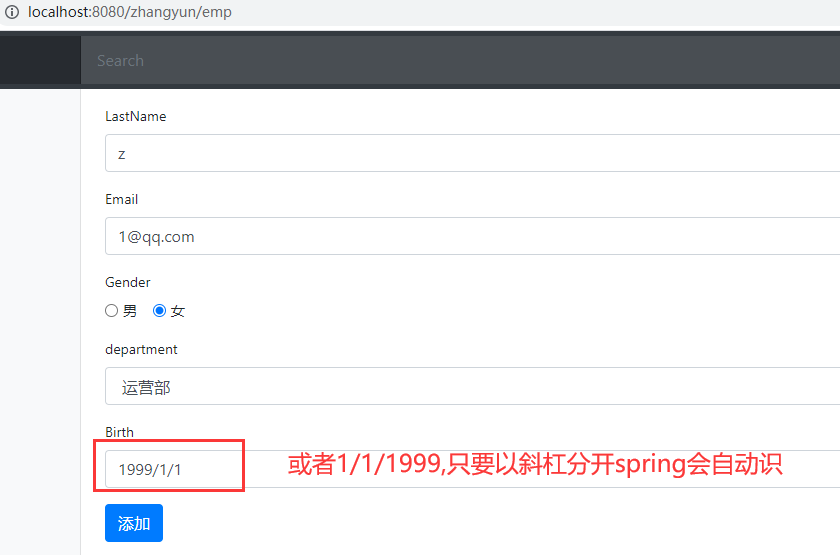 localhost:8080/zhangyun/emp
Search
LastName
z
Email
1@qq.com
Gender
男 女
department
运营部
Birth
1999/1/1 或者1/1/1999,只要以斜杠分开spring会自动识
添加